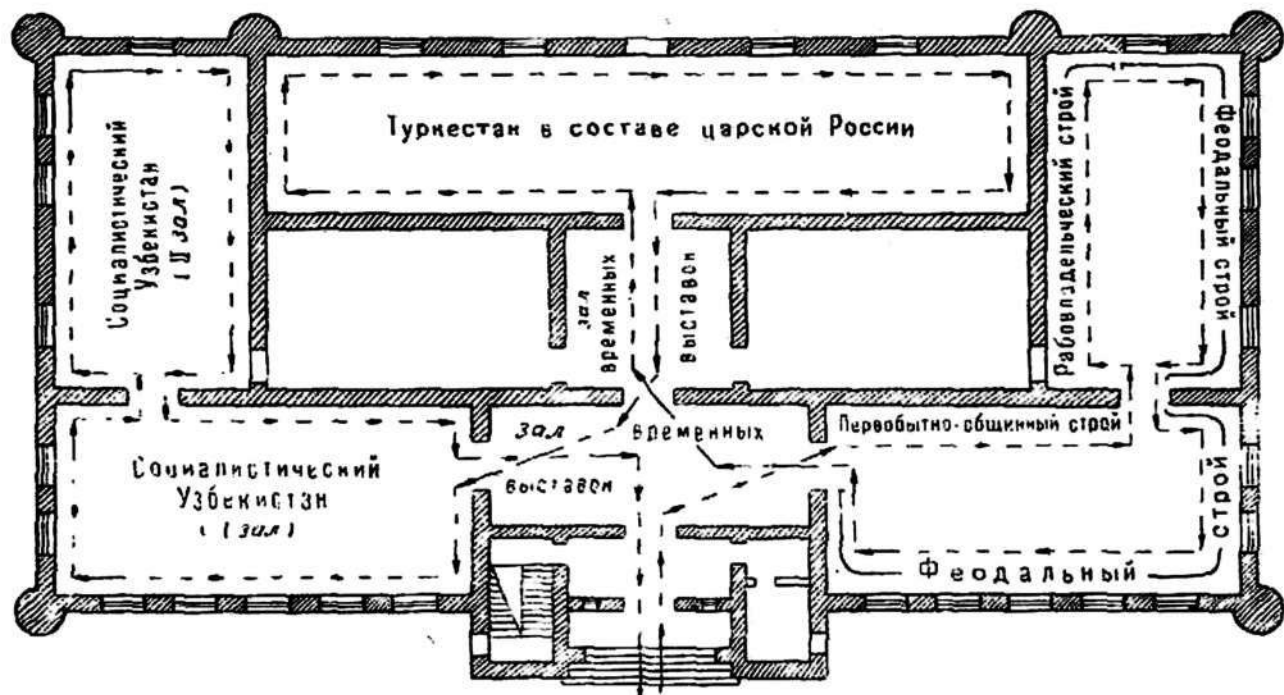 Туркестан в составе царской России
Социалистический
Узбекистан
(II зал)
Рабовладельческий строй
Феодальный строй
зал
временных
выставок
Первобытно-общинный строй
зал
временных
выставок
Социалистический
Узбекистан
(зал)
Феодальный
строй